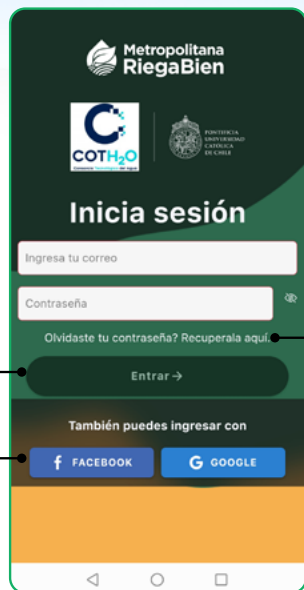 Metropolitana
RiegaBien
COTH₂O
PONTIFICIA
UNIVERSIDAD
CATÓLICA
DE CHILE
Inicia sesión
Ingresa tu correo
Contraseña
Olvidaste tu contraseña? Recuperala aquí.
Entrar→
También puedes ingresar con
f FACEBOOK
G GOOGLE